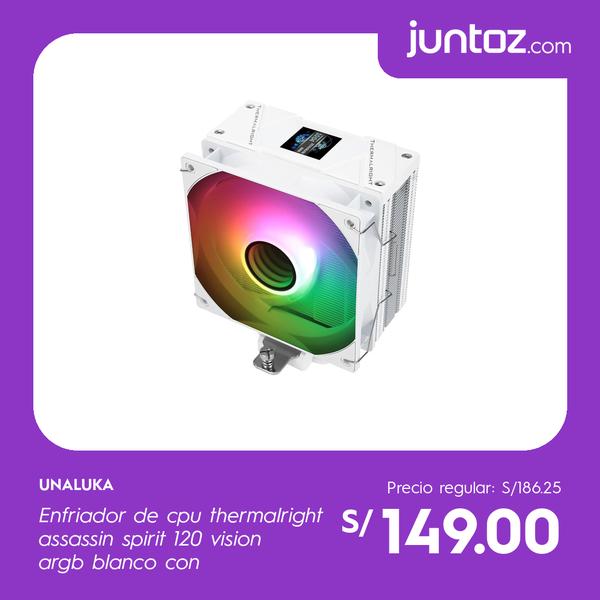 juntoz.com
THERMALRIGHT
THERMALRIGHT
UNALUKA
Enfriador de cpu thermalright
assassin spirit 120 vision
argb blanco con
Precio regular: S/186.25
S/149.00